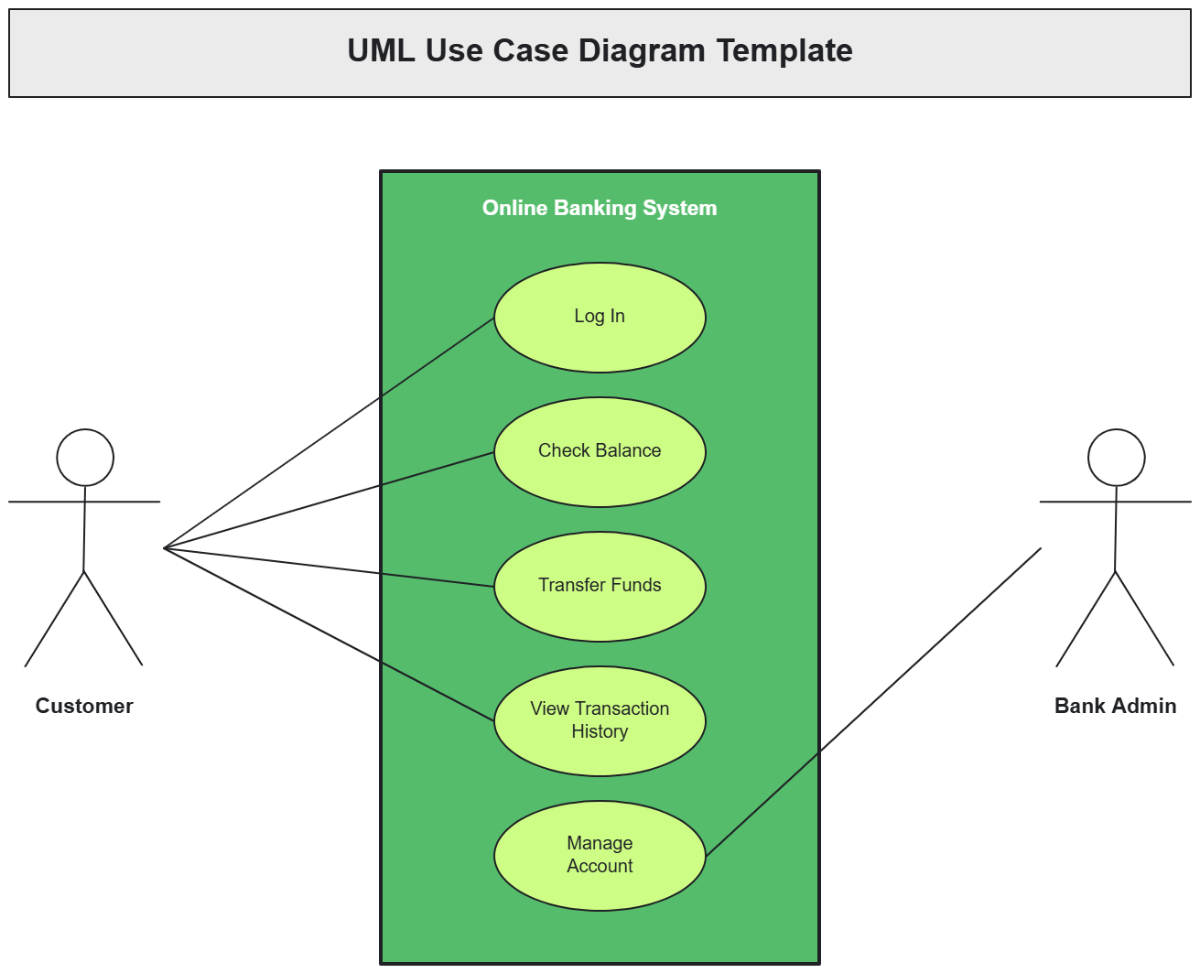 UML Use Case Diagram Template
Online Banking System
Log In
Check Balance
Transfer Funds
View Transaction
History
Manage
Account
Customer
Bank Admin